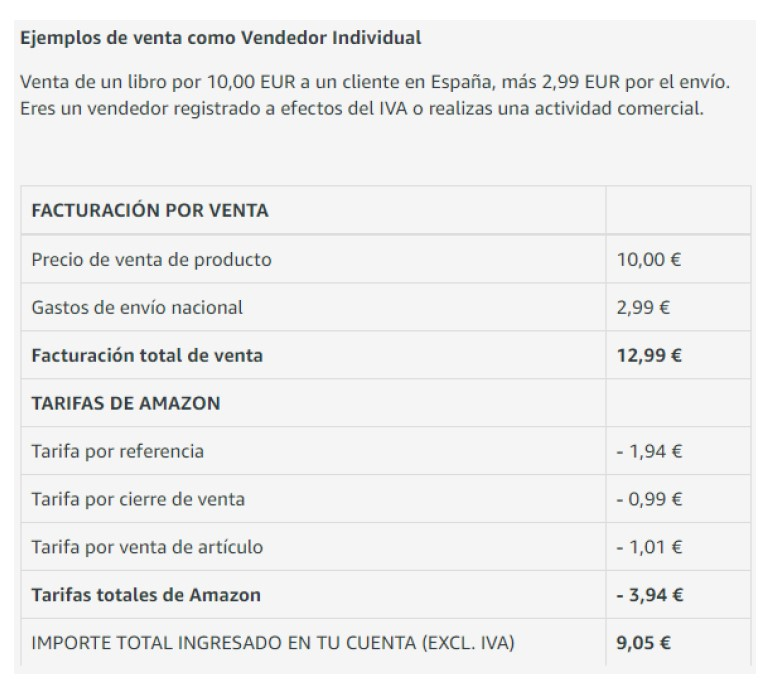 Ejemplos de venta como Vendedor Individual
Venta de un libro por 10,00 EUR a un cliente en España, más 2,99 EUR por el envío.
Eres un vendedor registrado a efectos del IVA o realizas una actividad comercial.
FACTURACIÓN POR VENTA
Precio de venta de producto 10,00 €
Gastos de envío nacional 2,99 €
Facturación total de venta 12,99 €
TARIFAS DE AMAZON
Tarifa por referencia - 1,94 €
Tarifa por cierre de venta - 0,99 €
Tarifa por venta de artículo - 1,01 €
Tarifas totales de Amazon - 3,94 €
IMPORTE TOTAL INGRESADO EN TU CUENTA (EXCL. IVA) 9,05 €